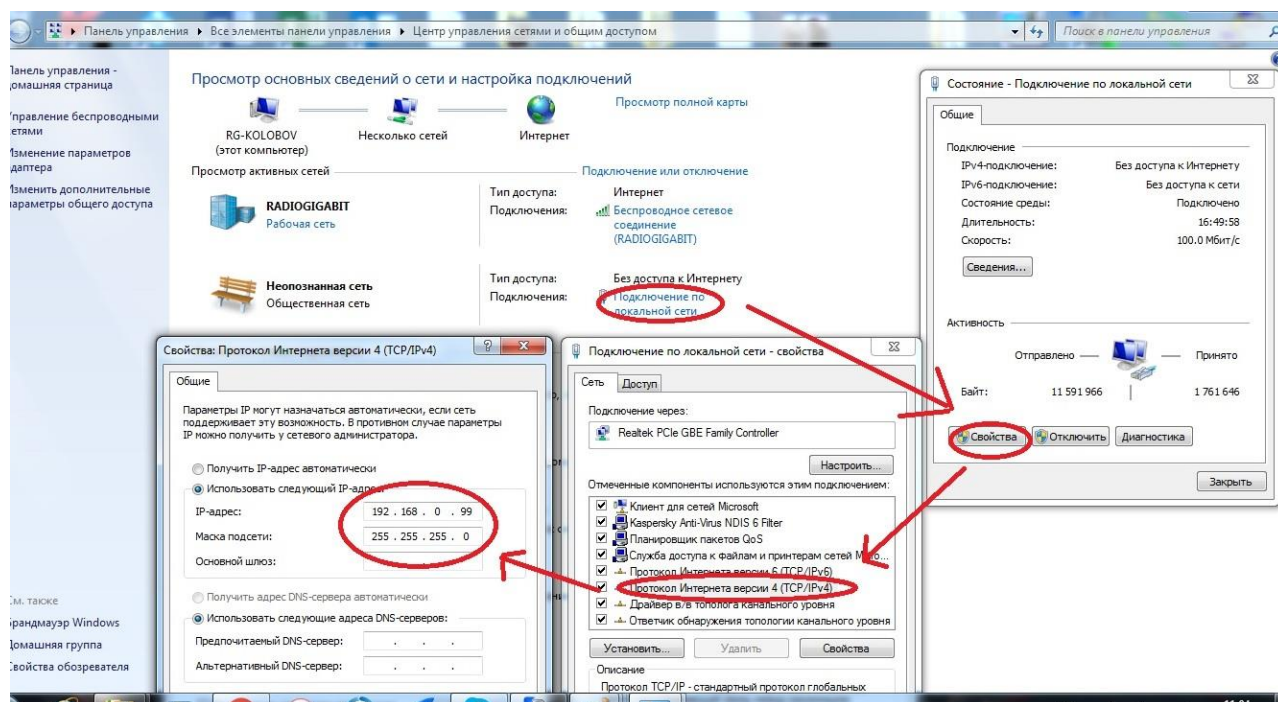 Панель управления ▸ Все элементы панели управления ▸ Центр управления сетями и общим доступом
Поиск в панели управления
Панель управления -
домашняя страница
Управление беспроводными
сетями
Изменение параметров
адаптера
Изменить дополнительные
параметры общего доступа
См. также
Брандмауэр Windows
Домашняя группа
Свойства обозревателя
Просмотр основных сведений о сети и настройка подключений
Просмотр полной карты
RG-KOLOBOV
(этот компьютер)
Несколько сетей
Интернет
Просмотр активных сетей
Подключение или отключение
RADIOGIGABIT
Рабочая сеть
Тип доступа: Интернет
Подключения: Беспроводное сетевое
соединение
(RADIOGIGABIT)
Неопознанная сеть
Общественная сеть
Тип доступа: Без доступа к Интернету
Подключения: Подключение по
локальной сети
Состояние - Подключение по локальной сети
Общие
Подключение
IPv4-подключение: Без доступа к Интернету
IPv6-подключение: Без доступа к сети
Состояние среды: Подключено
Длительность: 16:49:58
Скорость: 100.0 Мбит/с
Сведения...
Активность
Отправлено — — Принято
Байт: 11 591 966 | 1 761 646
Свойства Отключить Диагностика
Закрыть
Подключение по локальной сети - свойства
Сеть Доступ
Подключение через:
Realtek PCIe GBE Family Controller
Настроить...
Отмеченные компоненты используются этим подключением:
Клиент для сетей Microsoft
Kaspersky Anti-Virus NDIS 6 Filter
Планировщик пакетов QoS
Служба доступа к файлам и принтерам сетей
Протокол Интернета версии 6 (TCP/IPv6)
Протокол Интернета версии 4 (TCP/IPv4)
Драйвер в/в тополога канального уровня
Ответчик обнаружения топологии канального уровня
Установить... Удалить Свойства
Описание
Протокол TCP/IP - стандартный протокол глобальных
Свойства: Протокол Интернета версии 4 (TCP/IPv4)
Общие
Параметры IP могут назначаться автоматически, если сеть
поддерживает эту возможность. В противном случае параметры
IP можно получить у сетевого администратора.
Получить IP-адрес автоматически
Использовать следующий IP-адрес:
IP-адрес: 192 . 168 . 0 . 99
Маска подсети: 255 . 255 . 255 . 0
Основной шлюз: . . .
Получить адрес DNS-сервера автоматически
Использовать следующие адреса DNS-серверов:
Предпочитаемый DNS-сервер: . . .
Альтернативный DNS-сервер: . . .